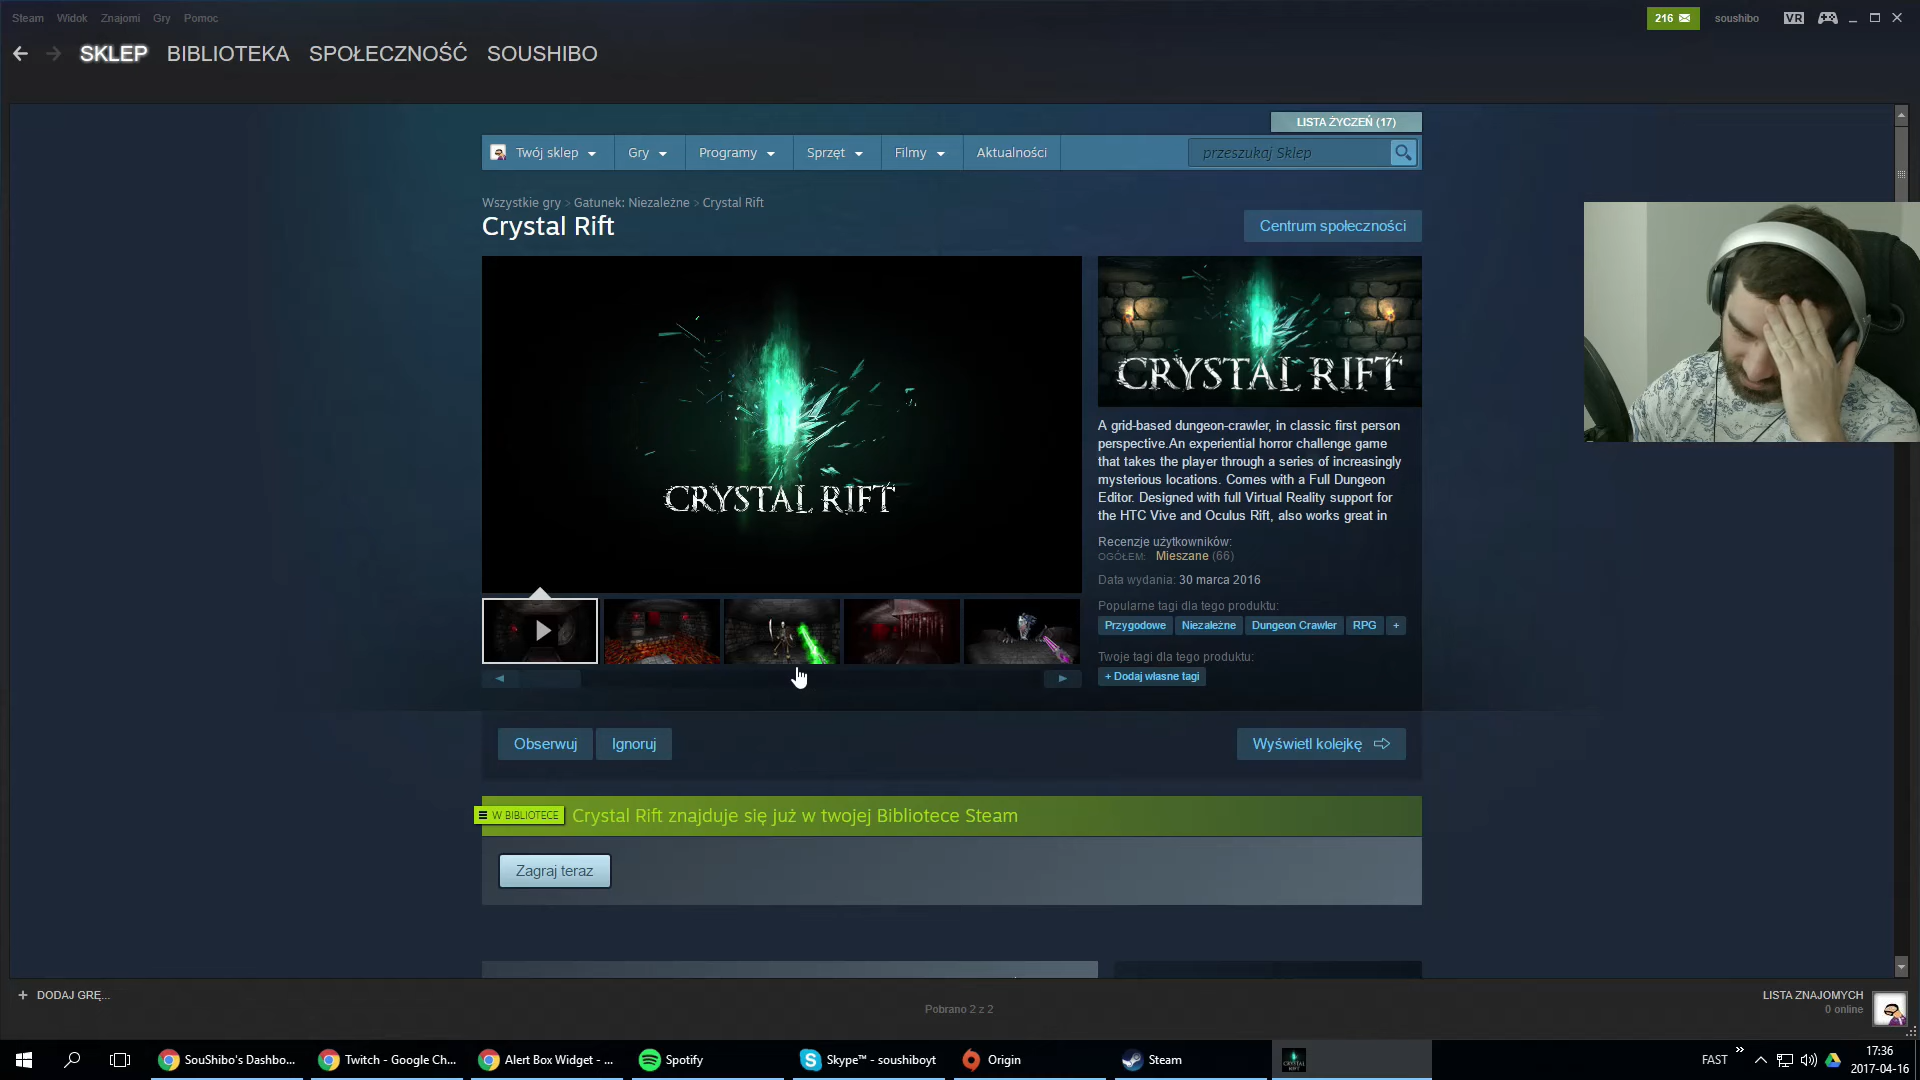 Steam Widok Znajomi Gry Pomoc
216 soushibo VR
SKLEP BIBLIOTEKA SPOŁECZNOŚĆ SOUSHIBO
LISTA ŻYCZEŃ (17)
Twój sklep Gry Programy Sprzęt Filmy Aktualności przeszukaj Sklep
Wszystkie gry > Gatunek: Niezależne > Crystal Rift
Crystal Rift
Centrum społeczności
CRYSTAL RIFT
CRYSTAL RIFT
A grid-based dungeon-crawler, in classic first person
perspective.An experiential horror challenge game
that takes the player through a series of increasingly
mysterious locations. Comes with a Full Dungeon
Editor. Designed with full Virtual Reality support for
the HTC Vive and Oculus Rift, also works great in
Recenzje użytkowników:
OGÓŁEM: Mieszane (66)
Data wydania: 30 marca 2016
Popularne tagi dla tego produktu:
Przygodowe Niezależne Dungeon Crawler RPG +
Twoje tagi dla tego produktu:
+ Dodaj własne tagi
Obserwuj Ignoruj Wyświetl kolejkę
W BIBLIOTECE Crystal Rift znajduje się już w twojej Bibliotece Steam
Zagraj teraz
+ DODAJ GRĘ...
Pobrano 2 z 2
LISTA ZNAJOMYCH
0 online
SouShibo's Dashbo... Twitch - Google Ch... Alert Box Widget - ... Spotify Skype™ - soushiboyt Origin Steam CRYSTAL RIFT FAST 17:36
2017-04-16